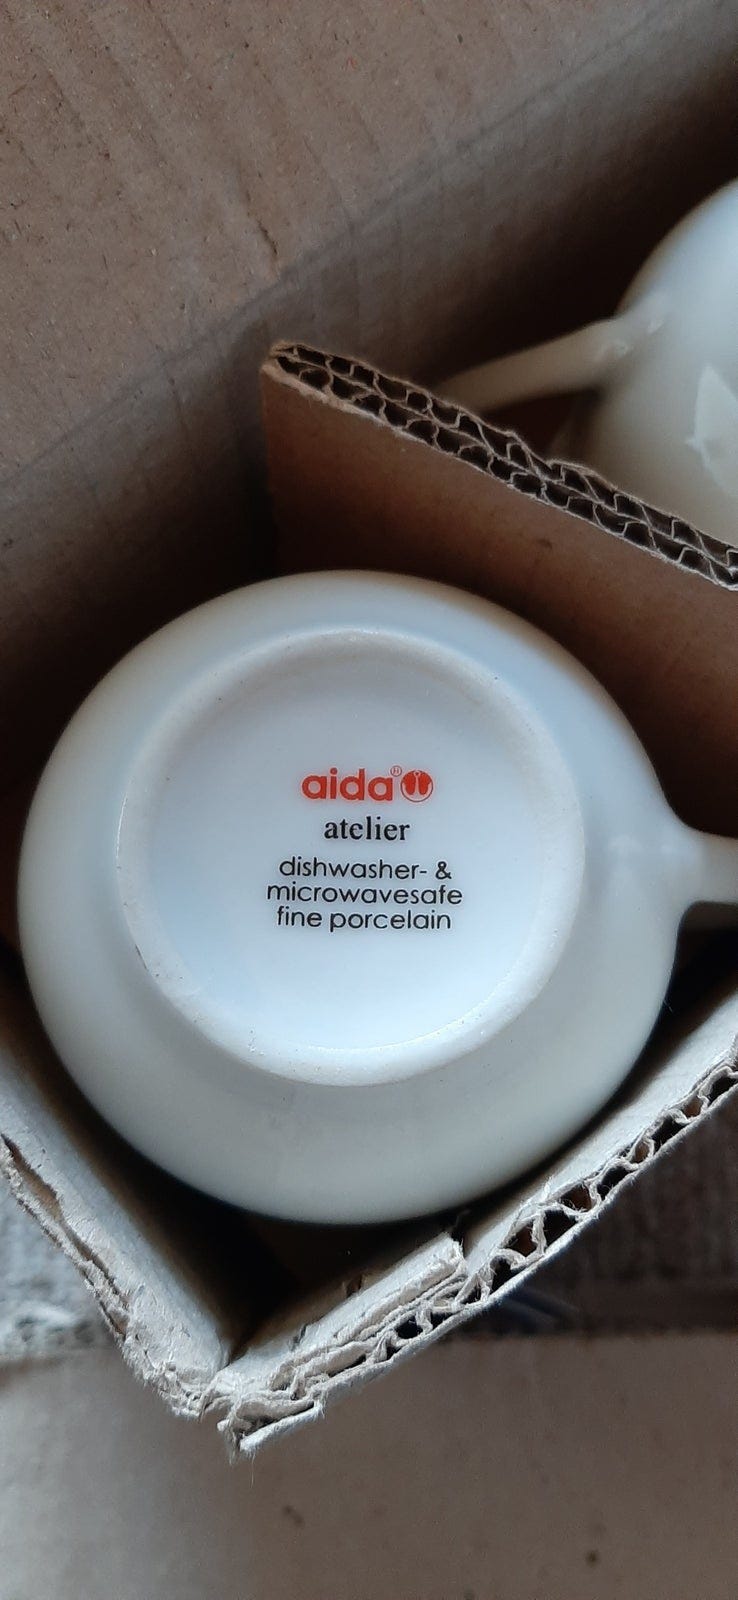 aida®
atelier
dishwasher- &
microwavesafe
fine porcelain